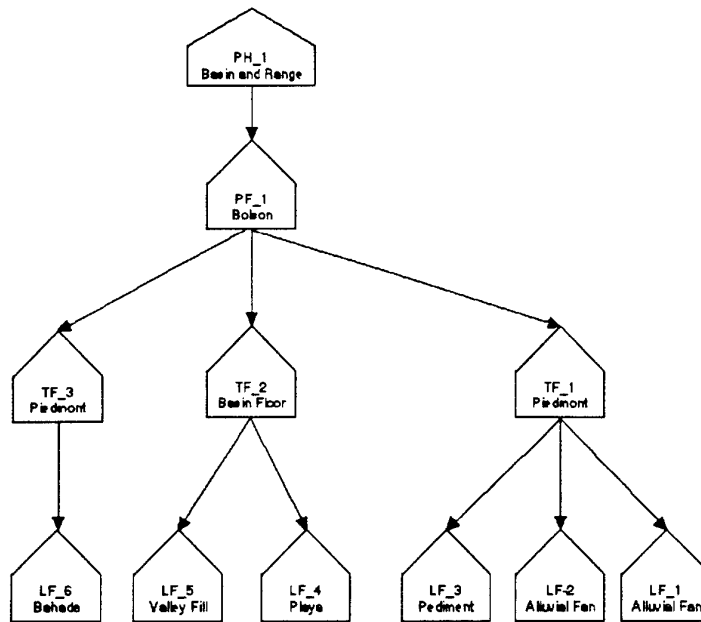 PH_1
Basin and Range
PF_1
Bolson
TF_3
Piedmont
TF_2
Basin Floor
TF_1
Piedmont
LF_6
Bahada
LF_5
Valley Fill
LF_4
Playa
LF_3
Pediment
LF-2
Alluvial Fan
LF_1
Alluvial Fan